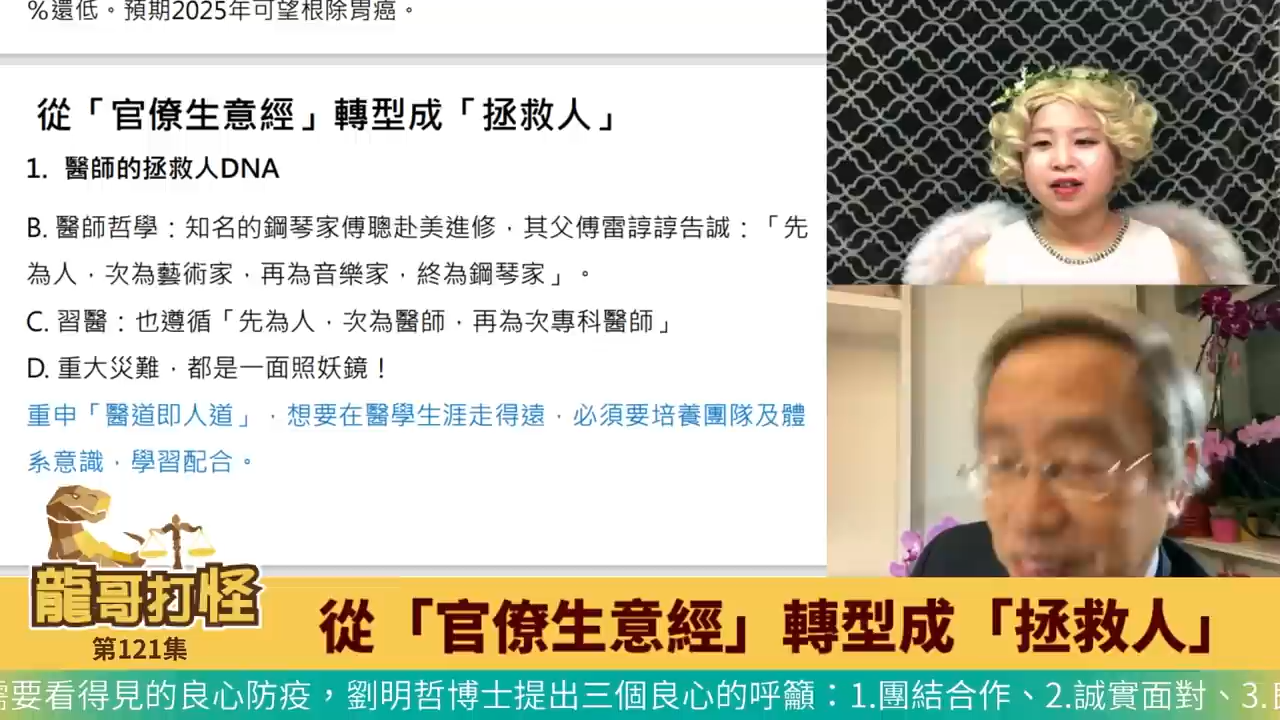 %還低。預期2025年可望根除胃癌。
從「官僚生意經」轉型成「拯救人」
1. 醫師的拯救人DNA
B. 醫師哲學：知名的鋼琴家傅聰赴美進修，其父傅雷諄諄告誡：「先
為人，次為藝術家，再為音樂家，終為鋼琴家」。
C. 習醫：也遵循「先為人，次為醫師，再為次專科醫師」
D. 重大災難，都是一面照妖鏡！
重申「醫道即人道」，想要在醫學生涯走得遠，必須要培養團隊及體
系意識，學習配合。
龍哥打怪
第121集
從「官僚生意經」轉型成「拯救人」
需要看得見的良心防疫，劉明哲博士提出三個良心的呼籲：1.團結合作、2.誠實面對、3.